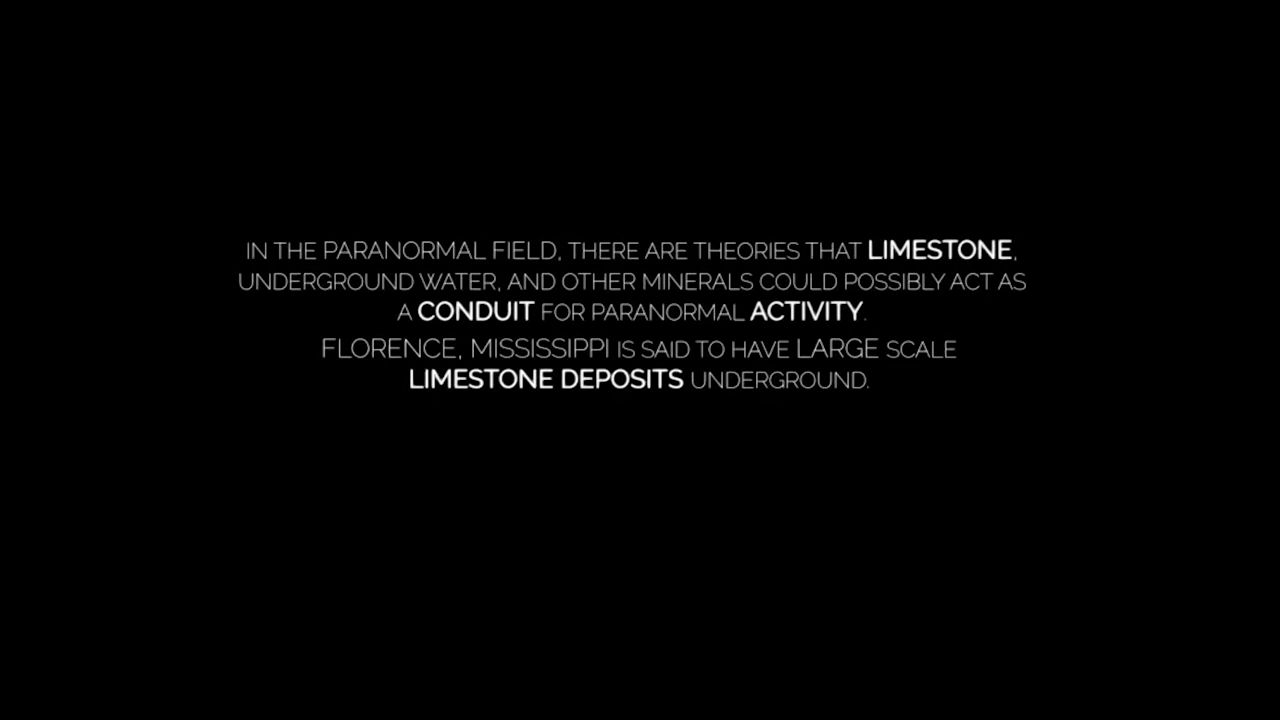 IN THE PARANORMAL FIELD, THERE ARE THEORIES THAT LIMESTONE,
UNDERGROUND WATER, AND OTHER MINERALS COULD POSSIBLY ACT AS
A CONDUIT FOR PARANORMAL ACTIVITY.
FLORENCE, MISSISSIPPI IS SAID TO HAVE LARGE SCALE
LIMESTONE DEPOSITS UNDERGROUND.